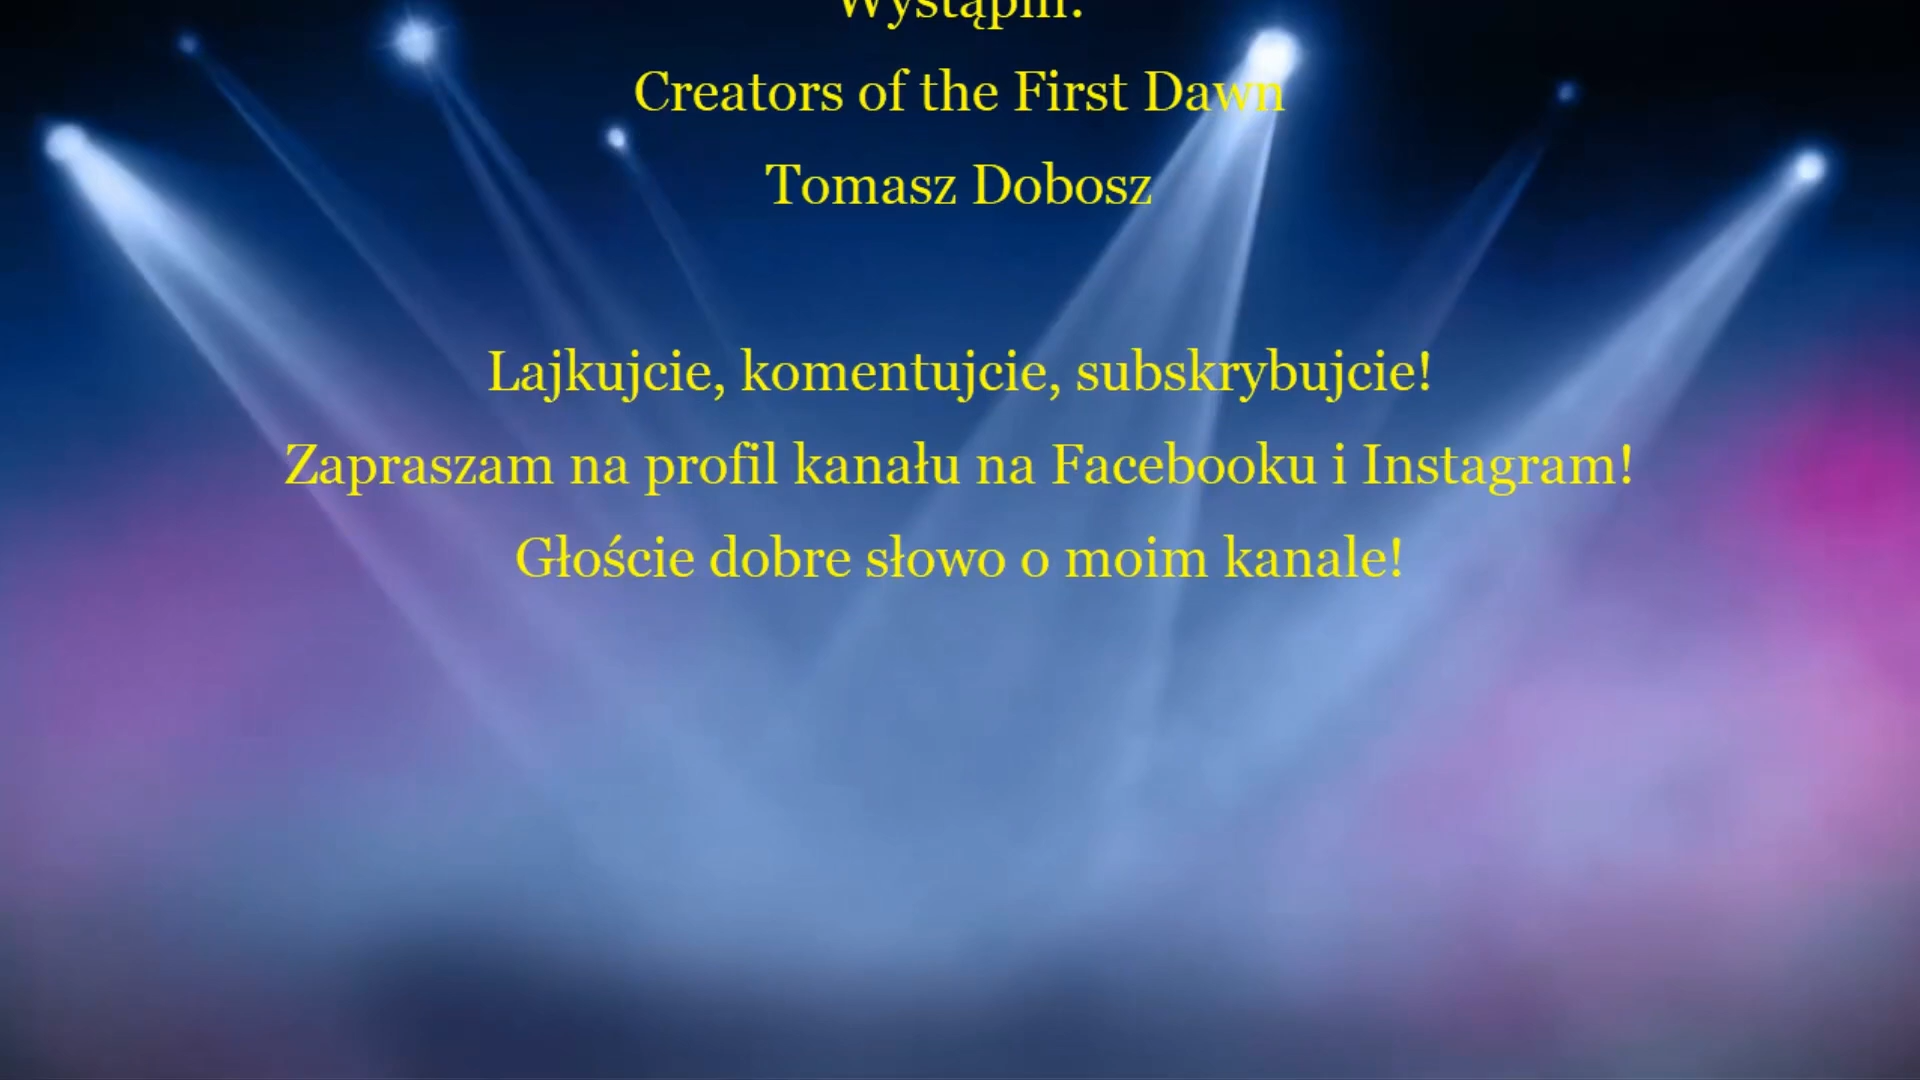 Wystąpili:
Creators of the First Dawn
Tomasz Dobosz
Lajkujcie, komentujcie, subskrybujcie!
Zapraszam na profil kanału na Facebooku i Instagram!
Głoście dobre słowo o moim kanale!